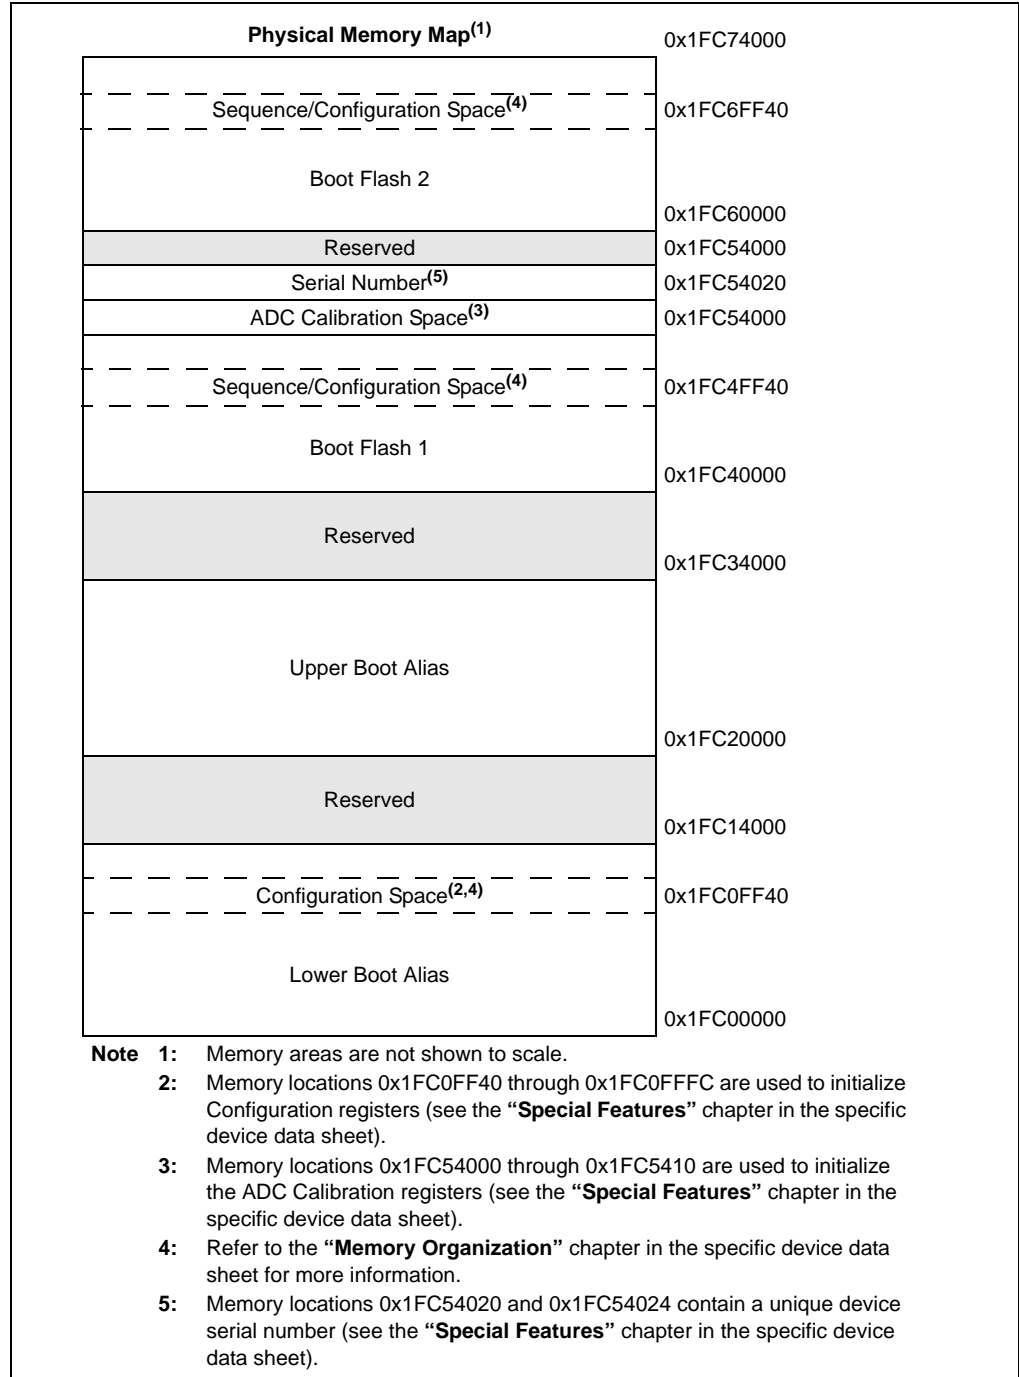 Physical Memory Map(1)
0x1FC74000
Sequence/Configuration Space(4)
0x1FC6FF40
Boot Flash 2
0x1FC60000
Reserved
0x1FC54000
Serial Number(5)
0x1FC54020
ADC Calibration Space(3)
0x1FC54000
Sequence/Configuration Space(4)
0x1FC4FF40
Boot Flash 1
0x1FC40000
Reserved
0x1FC34000
Upper Boot Alias
0x1FC20000
Reserved
0x1FC14000
Configuration Space(2,4)
0x1FC0FF40
Lower Boot Alias
0x1FC00000
Note 1: Memory areas are not shown to scale.
2: Memory locations 0x1FC0FF40 through 0x1FC0FFFC are used to initialize
Configuration registers (see the “Special Features” chapter in the specific
device data sheet).
3: Memory locations 0x1FC54000 through 0x1FC5410 are used to initialize
the ADC Calibration registers (see the “Special Features” chapter in the
specific device data sheet).
4: Refer to the “Memory Organization” chapter in the specific device data
sheet for more information.
5: Memory locations 0x1FC54020 and 0x1FC54024 contain a unique device
serial number (see the “Special Features” chapter in the specific device
data sheet).